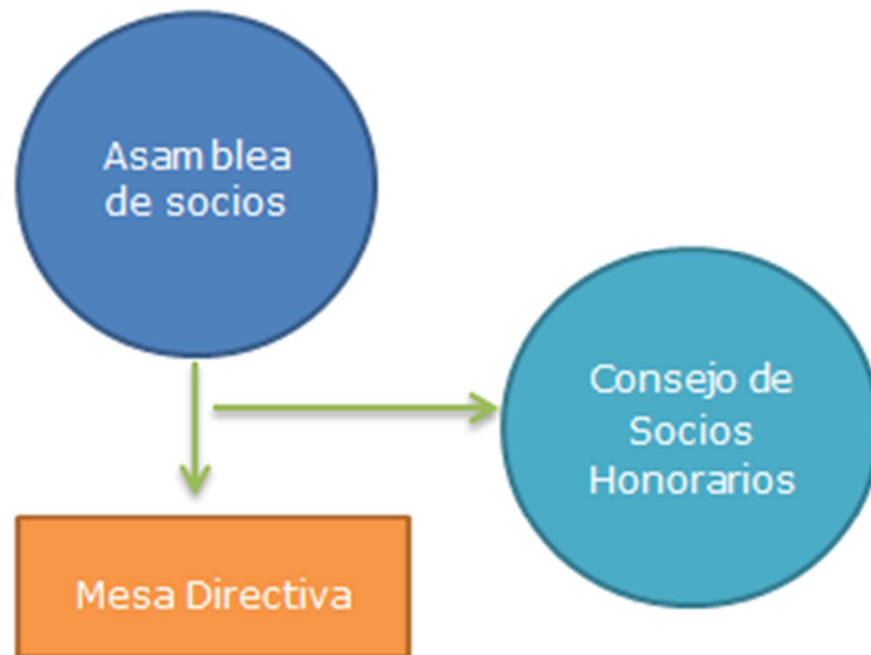 Asamblea
de socios
Consejo de
Socios
Honorarios
Mesa Directiva